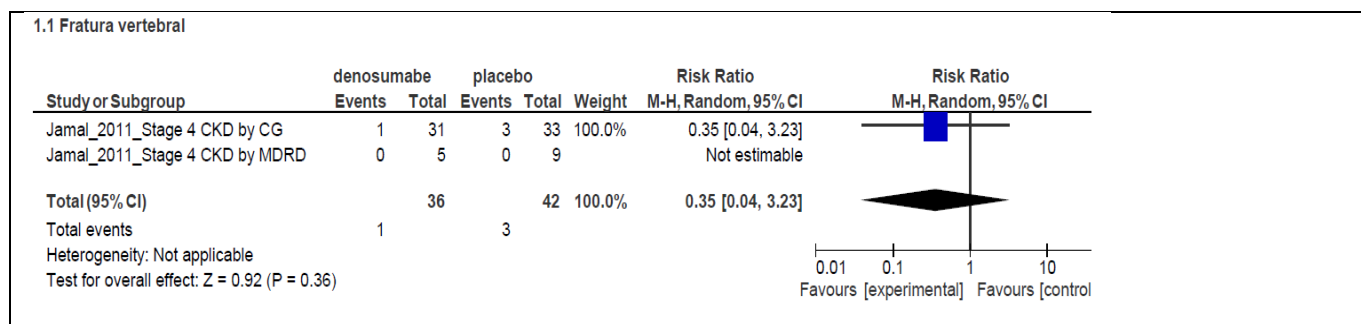 1.1 Fratura vertebral
denosumabe placebo Risk Ratio Risk Ratio
Study or Subgroup Events Total Events Total Weight M-H, Random, 95% CI M-H, Random, 95% CI
Jamal_2011_Stage 4 CKD by CG 1 31 3 33 100.0% 0.35 [0.04, 3.23]
Jamal_2011_Stage 4 CKD by MDRD 0 5 0 9 Not estimable
Total (95% CI) 36 42 100.0% 0.35 [0.04, 3.23]
Total events 1 3
Heterogeneity: Not applicable
Test for overall effect: Z = 0.92 (P = 0.36)
0.01 0.1 1 10
Favours [experimental] Favours [control